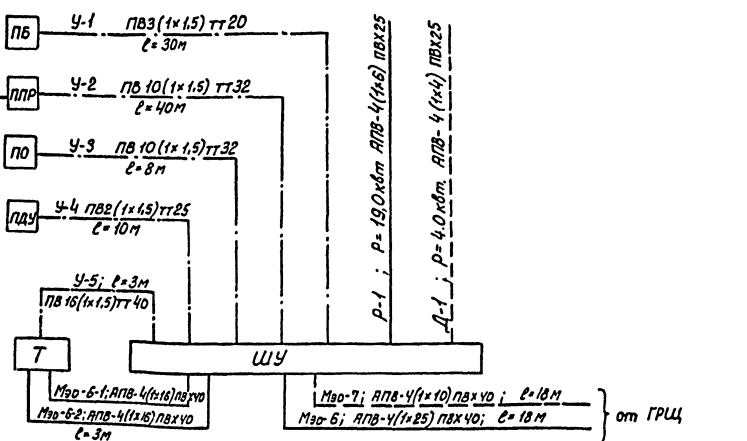 ПБ
У-1 ПВ3(1×1,5) тт20
ℓ=30м
ППР
У-2 ПВ10(1×1,5) тт32
ℓ=40м
ПО
У-3 ПВ10(1×1,5)тт32
ℓ=8м
ПДУ
У-4 ПВ2(1×1,5)тт25
ℓ=10м
Р-1 ; Р=19,0квт АПВ-4(1×6) ПВХ25
Д-1 ; Р=4.0квт. АПВ-4(1×4) ПВХ25
У-5; ℓ=3м
ПВ16(1×1,5)тт40
Т
ШУ
Мэо-6-1; АПВ-4(1×16)ПВХ40
Мэо-6-2; АПВ-4(1×16)ПВХ40
ℓ=3м
Мэо-7; АПВ-4(1×10)ПВХ40 ; ℓ=18м
Мэо-6; АПВ-4(1×25) ПВХ40; ℓ=18м
от ГРЩ